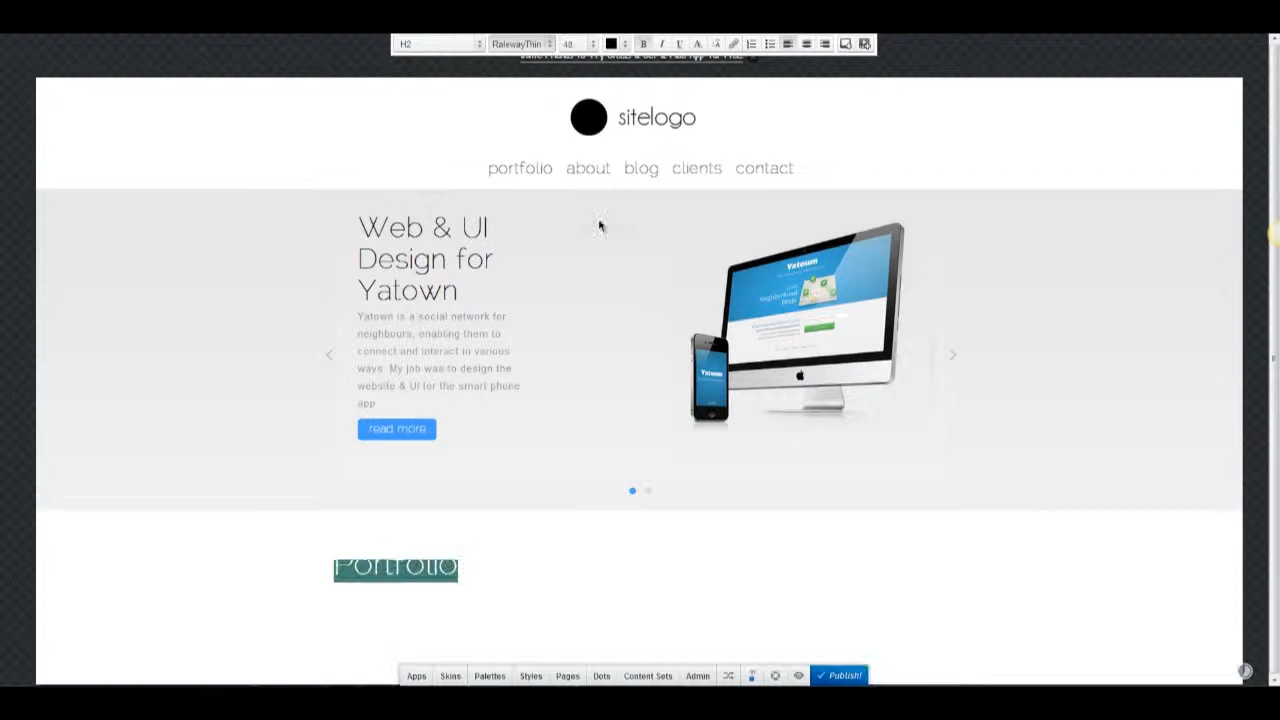 H2 RalewayThin 48 B I U A
sitelogo
portfolio about blog clients contact
Web & UI
Design for
Yatown
Yatown is a social network for
neighbours; enabling them to
connect and interact in various
ways. My job was to design the
website & UI for the smart phone
app
read more
Yatown
Neighborhood
Yatown
Portfolio
Apps Skins Palettes Styles Pages Dots Content Sets Admin Publish!